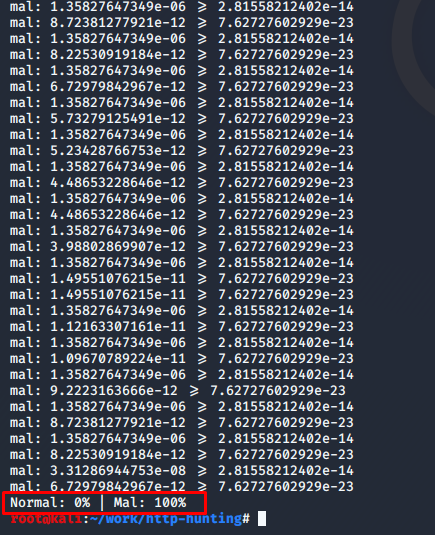 mal: 1.35827647349e-06 ⩾ 2.81558212402e-14
mal: 8.72381277921e-12 ⩾ 7.62727602929e-23
mal: 1.35827647349e-06 ⩾ 2.81558212402e-14
mal: 8.22530919184e-12 ⩾ 7.62727602929e-23
mal: 1.35827647349e-06 ⩾ 2.81558212402e-14
mal: 6.72979842967e-12 ⩾ 7.62727602929e-23
mal: 1.35827647349e-06 ⩾ 2.81558212402e-14
mal: 5.73279125491e-12 ⩾ 7.62727602929e-23
mal: 1.35827647349e-06 ⩾ 2.81558212402e-14
mal: 5.23428766753e-12 ⩾ 7.62727602929e-23
mal: 1.35827647349e-06 ⩾ 2.81558212402e-14
mal: 4.48653228646e-12 ⩾ 7.62727602929e-23
mal: 1.35827647349e-06 ⩾ 2.81558212402e-14
mal: 4.48653228646e-12 ⩾ 7.62727602929e-23
mal: 1.35827647349e-06 ⩾ 2.81558212402e-14
mal: 3.98802869907e-12 ⩾ 7.62727602929e-23
mal: 1.35827647349e-06 ⩾ 2.81558212402e-14
mal: 1.49551076215e-11 ⩾ 7.62727602929e-23
mal: 1.49551076215e-11 ⩾ 7.62727602929e-23
mal: 1.35827647349e-06 ⩾ 2.81558212402e-14
mal: 1.12163307161e-11 ⩾ 7.62727602929e-23
mal: 1.35827647349e-06 ⩾ 2.81558212402e-14
mal: 1.09670789224e-11 ⩾ 7.62727602929e-23
mal: 1.35827647349e-06 ⩾ 2.81558212402e-14
mal: 9.2223163666e-12 ⩾ 7.62727602929e-23
mal: 1.35827647349e-06 ⩾ 2.81558212402e-14
mal: 8.72381277921e-12 ⩾ 7.62727602929e-23
mal: 1.35827647349e-06 ⩾ 2.81558212402e-14
mal: 8.22530919184e-12 ⩾ 7.62727602929e-23
mal: 3.31286944753e-08 ⩾ 2.81558212402e-14
mal: 6.72979842967e-12 ⩾ 7.62727602929e-23
Normal: 0% | Mal: 100%
root@kali:~/work/http-hunting#